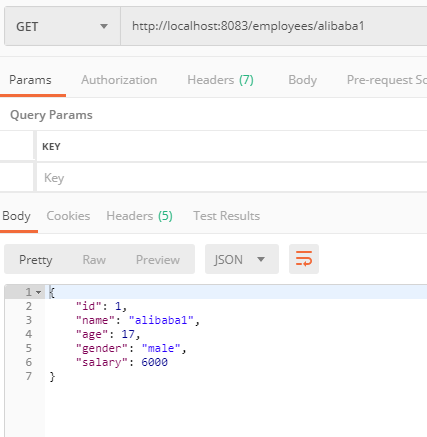 GET http://localhost:8083/employees/alibaba1
Params Authorization Headers (7) Body Pre-request Sc
Query Params
KEY
Key
Body Cookies Headers (5) Test Results
Pretty Raw Preview JSON
1 {
2 "id": 1,
3 "name": "alibaba1",
4 "age": 17,
5 "gender": "male",
6 "salary": 6000
7 }